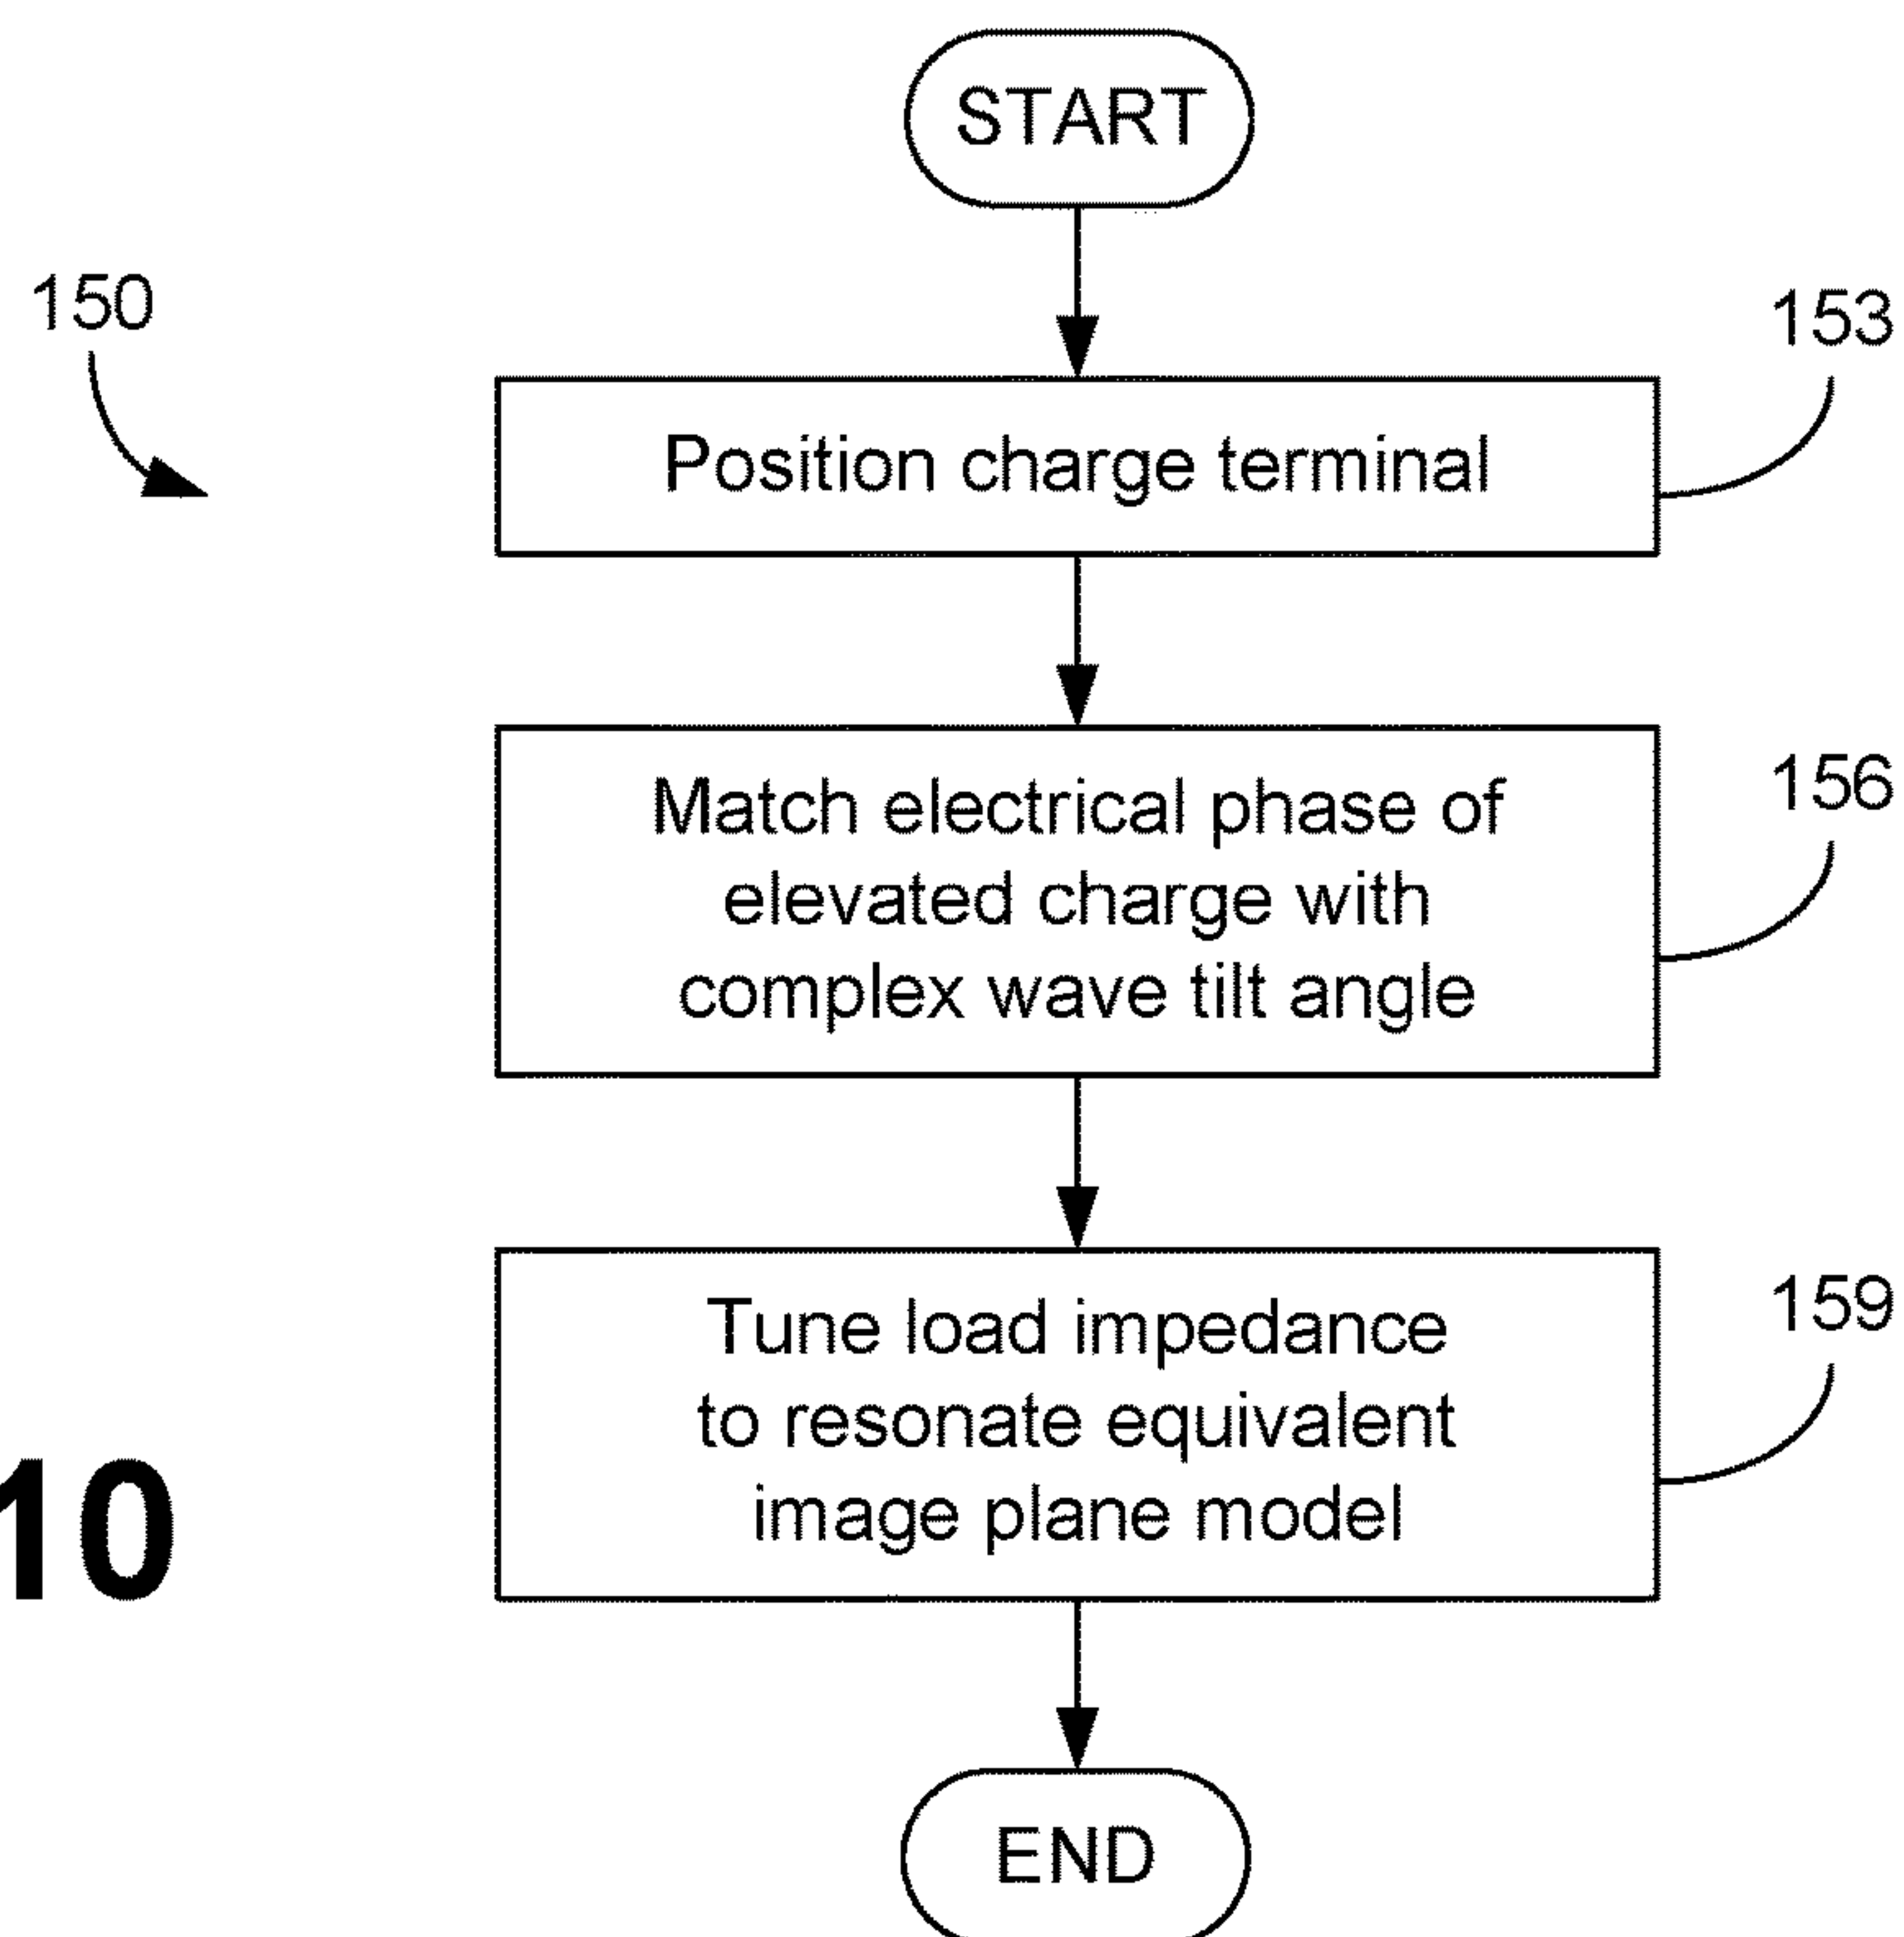 START
150
153
Position charge terminal
156
Match electrical phase of
elevated charge with
complex wave tilt angle
159
Tune load impedance
to resonate equivalent
image plane model
10
END